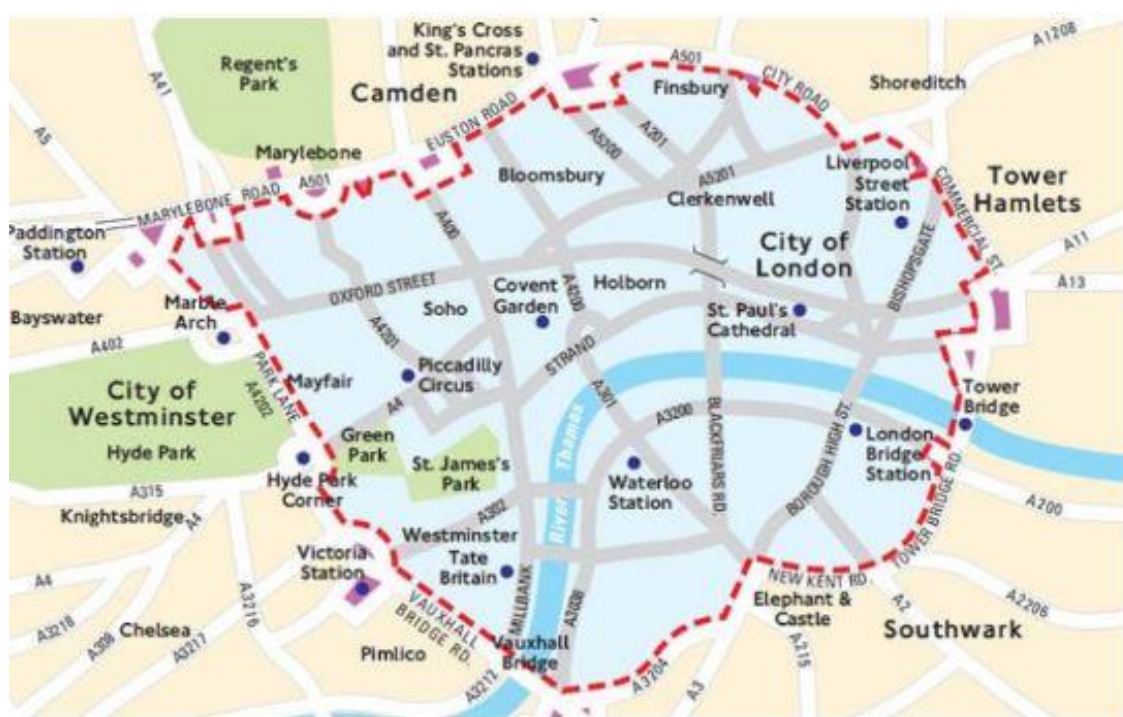 King's Cross
and St. Pancras
Stations
A501
A1208
Regent's
Park
A41
Camden
Finsbury
CITY ROAD
Shoreditch
A5
EUSTON ROAD
A5200
A201
Marylebone
Liverpool
Street
Station
MARYLEBONE ROAD
A501
Bloomsbury
A5201
Clerkenwell
COMMERCIAL ST.
Tower
Hamlets
Paddington
Station
A400
City of
London
BISHOPSGATE
A11
OXFORD STREET
Covent
Garden
A4200
Holborn
A13
Marble
Arch
Soho
St. Paul's
Cathedral
Bayswater
A4201
A402
STRAND
PARK LANE
Mayfair
Piccadilly
Circus
City of
Westminster
A4202
A4
A301
Tower
Bridge
Hyde Park
Green
Park
River Thames
A3200
BLACKFRIARS RD.
BOROUGH HIGH ST.
London
Bridge
Station
St. James's
Park
Hyde Park
Corner
Waterloo
Station
A315
A302
TOWER BRIDGE RD.
A200
Knightsbridge
A4
Westminster
Victoria
Station
Tate
Britain
MILLBANK
A4
NEW KENT RD.
A3216
Elephant &
Castle
A2
A2206
A3218
A308
A3217
Chelsea
VAUXHALL
BRIDGE RD.
A3036
Southwark
Pimlico
Vauxhall
Bridge
A215
A3212
A3204
A3